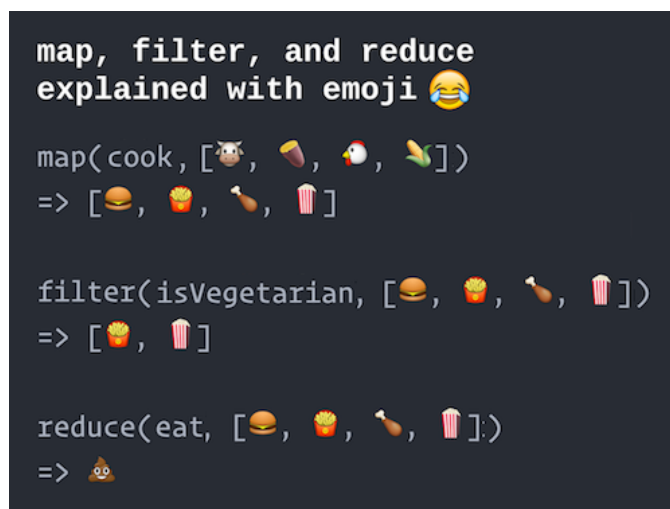 map, filter, and reduce
explained with emoji 😂
map(cook, [🐮, 🍠, 🐔, 🌽])
=> [🍔, 🍟, 🍗, 🍿]
filter(isVegetarian, [🍔, 🍟, 🍗, 🍿])
=> [🍟, 🍿]
reduce(eat, [🍔, 🍟, 🍗, 🍿])
=> 💩